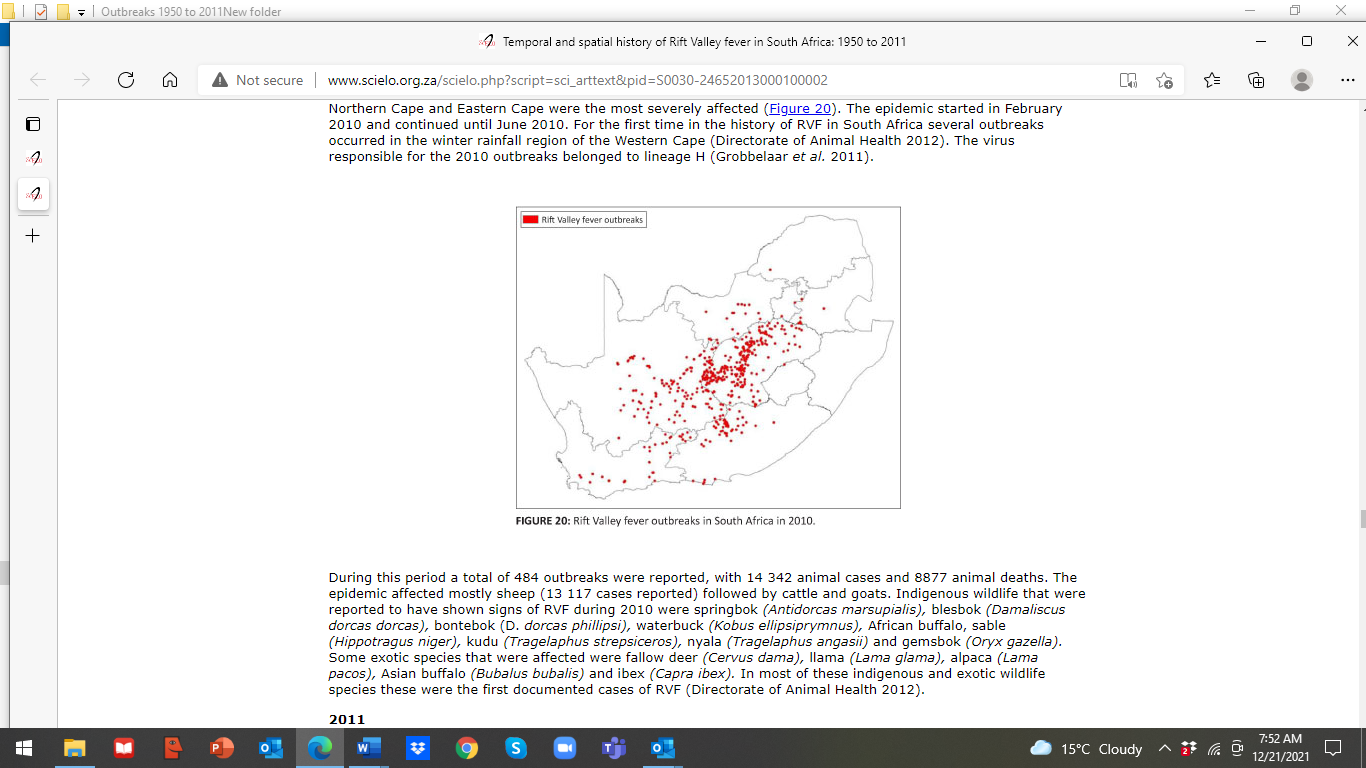 Outbreaks 1950 to 2011New folder
Temporal and spatial history of Rift Valley fever in South Africa: 1950 to 2011
Not secure
www.scielo.org.za/scielo.php?script=sci_arttext&pid=S0030-24652013000100002
Northern Cape and Eastern Cape were the most severely affected (Figure 20). The epidemic started in February
2010 and continued until June 2010. For the first time in the history of RVF in South Africa several outbreaks
occurred in the winter rainfall region of the Western Cape (Directorate of Animal Health 2012). The virus
responsible for the 2010 outbreaks belonged to lineage H (Grobbelaar et al. 2011).
Rift Valley fever outbreaks
FIGURE 20: Rift Valley fever outbreaks in South Africa in 2010.
During this period a total of 484 outbreaks were reported, with 14 342 animal cases and 8877 animal deaths. The
epidemic affected mostly sheep (13 117 cases reported) followed by cattle and goats. Indigenous wildlife that were
reported to have shown signs of RVF during 2010 were springbok (Antidorcas marsupialis), blesbok (Damaliscus
dorcas dorcas), bontebok (D. dorcas phillipsi), waterbuck (Kobus ellipsiprymnus), African buffalo, sable
(Hippotragus niger), kudu (Tragelaphus strepsiceros), nyala (Tragelaphus angasii) and gemsbok (Oryx gazella).
Some exotic species that were affected were fallow deer (Cervus dama), llama (Lama glama), alpaca (Lama
pacos), Asian buffalo (Bubalus bubalis) and ibex (Capra ibex). In most of these indigenous and exotic wildlife
species these were the first documented cases of RVF (Directorate of Animal Health 2012).
2011
15°C Cloudy
7:52 AM
12/21/2021